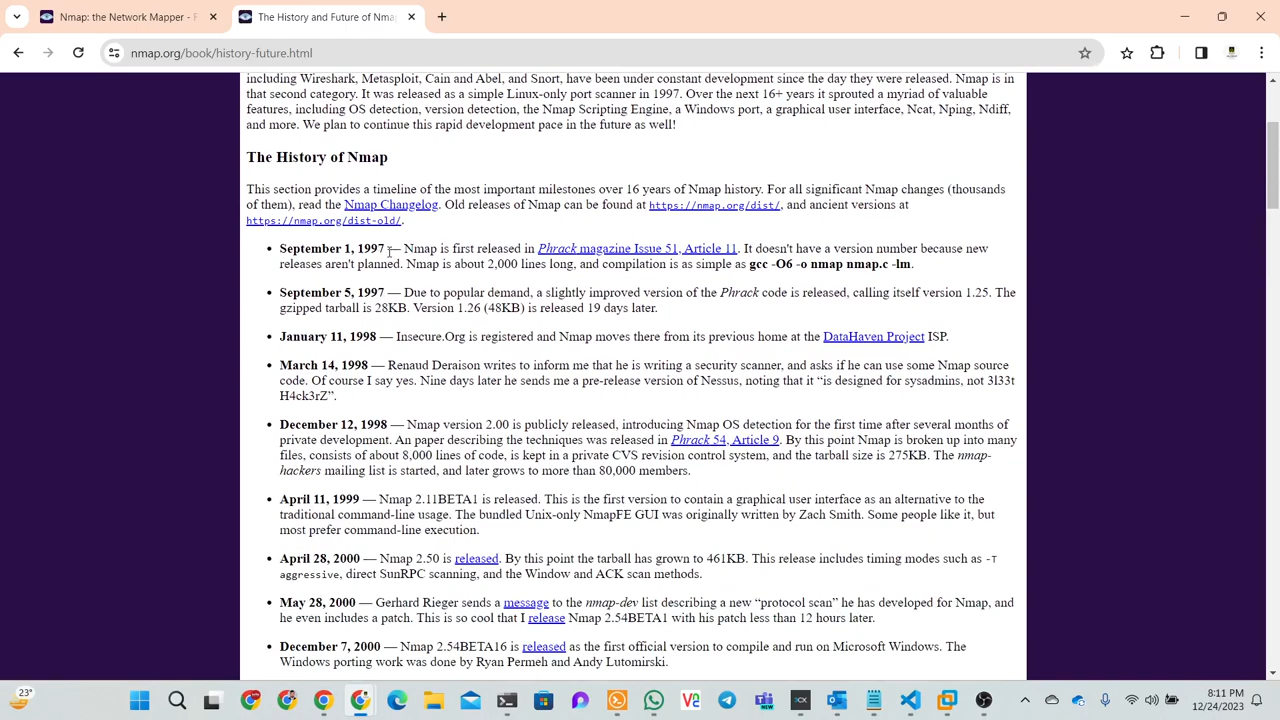 Nmap: the Network Mapper - F
The History and Future of Nma
nmap.org/book/history-future.html
including Wireshark, Metasploit, Cain and Abel, and Snort, have been under constant development since the day they were released. Nmap is in
that second category. It was released as a simple Linux-only port scanner in 1997. Over the next 16+ years it sprouted a myriad of valuable
features, including OS detection, version detection, the Nmap Scripting Engine, a Windows port, a graphical user interface, Ncat, Nping, Ndiff,
and more. We plan to continue this rapid development pace in the future as well!
The History of Nmap
This section provides a timeline of the most important milestones over 16 years of Nmap history. For all significant Nmap changes (thousands
of them), read the Nmap Changelog. Old releases of Nmap can be found at https://nmap.org/dist/, and ancient versions at
https://nmap.org/dist-old/.
• September 1, 1997 — Nmap is first released in Phrack magazine Issue 51, Article 11. It doesn't have a version number because new
releases aren't planned. Nmap is about 2,000 lines long, and compilation is as simple as gcc -O6 -o nmap nmap.c -lm.
• September 5, 1997 — Due to popular demand, a slightly improved version of the Phrack code is released, calling itself version 1.25. The
gzipped tarball is 28KB. Version 1.26 (48KB) is released 19 days later.
• January 11, 1998 — Insecure.Org is registered and Nmap moves there from its previous home at the DataHaven Project ISP.
• March 14, 1998 — Renaud Deraison writes to inform me that he is writing a security scanner, and asks if he can use some Nmap source
code. Of course I say yes. Nine days later he sends me a pre-release version of Nessus, noting that it “is designed for sysadmins, not 3l33t
H4ck3rZ”.
• December 12, 1998 — Nmap version 2.00 is publicly released, introducing Nmap OS detection for the first time after several months of
private development. An paper describing the techniques was released in Phrack 54, Article 9. By this point Nmap is broken up into many
files, consists of about 8,000 lines of code, is kept in a private CVS revision control system, and the tarball size is 275KB. The nmap-
hackers mailing list is started, and later grows to more than 80,000 members.
• April 11, 1999 — Nmap 2.11BETA1 is released. This is the first version to contain a graphical user interface as an alternative to the
traditional command-line usage. The bundled Unix-only NmapFE GUI was originally written by Zach Smith. Some people like it, but
most prefer command-line execution.
• April 28, 2000 — Nmap 2.50 is released. By this point the tarball has grown to 461KB. This release includes timing modes such as -T
aggressive, direct SunRPC scanning, and the Window and ACK scan methods.
• May 28, 2000 — Gerhard Rieger sends a message to the nmap-dev list describing a new “protocol scan” he has developed for Nmap, and
he even includes a patch. This is so cool that I release Nmap 2.54BETA1 with his patch less than 12 hours later.
• December 7, 2000 — Nmap 2.54BETA16 is released as the first official version to compile and run on Microsoft Windows. The
Windows porting work was done by Ryan Permeh and Andy Lutomirski.
23°
8:11 PM
12/24/2023